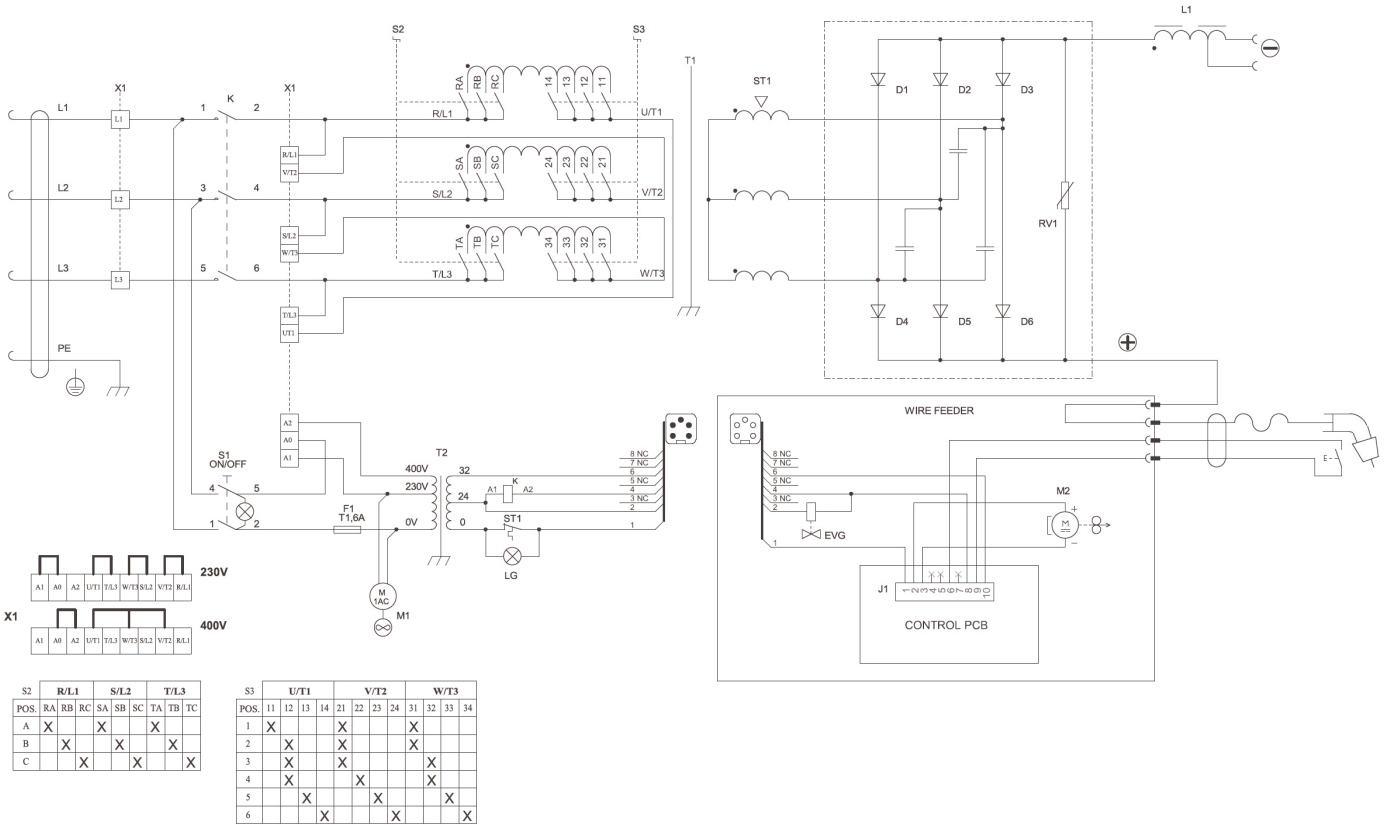 L1
S2
S3
T1
ST1
X1
K
X1
RA RB RC
14 13 12 11
D1 D2 D3
L1
L1
1 2
R/L1
U/T1
R/L1
V/T2
SA SB SC
24 23 22 21
L2
L2
3 4
S/L2
V/T2
RV1
S/L2
W/T3
TA TB TC
34 33 32 31
L3
L3
5 6
T/L3
W/T3
T/L3
UT1
D4 D5 D6
PE
WIRE FEEDER
A2
A0
A1
S1
ON/OFF
4 5
1 2
F1
T1,6A
T2
400V
230V
0V
32
24
0
A1 K A2
ST1
LG
8 NC
7 NC
6
5 NC
4
3 NC
2
1
8 NC
7 NC
6
5 NC
4
3 NC
2
1
EVG
M2
M
+
−
E
M
1AC
M1
J1
1 2 3 4 5 6 7 8 9 10
CONTROL PCB
230V
A1 A0 A2 U/T1 T/L3 W/T3 S/L2 V/T2 R/L1
X1
400V
A1 A0 A2 U/T1 T/L3 W/T3 S/L2 V/T2 R/L1
S2 R/L1 S/L2 T/L3
POS. RA RB RC SA SB SC TA TB TC
A X X X
B X X X
C X X X
S3 U/T1 V/T2 W/T3
POS. 11 12 13 14 21 22 23 24 31 32 33 34
1 X X X
2 X X X
3 X X X
4 X X X
5 X X X
6 X X X